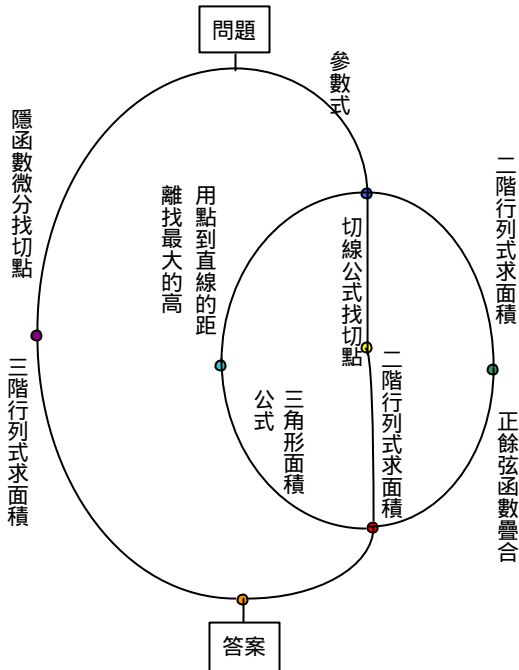 問題
參數式
隱函數微分找切點
用點到直線的距
離找最大的高
切線公式找切點
二階行列式求面積
三階行列式求面積
三角形面積
公式
二階行列式求面積
正餘弦函數疊合
答案